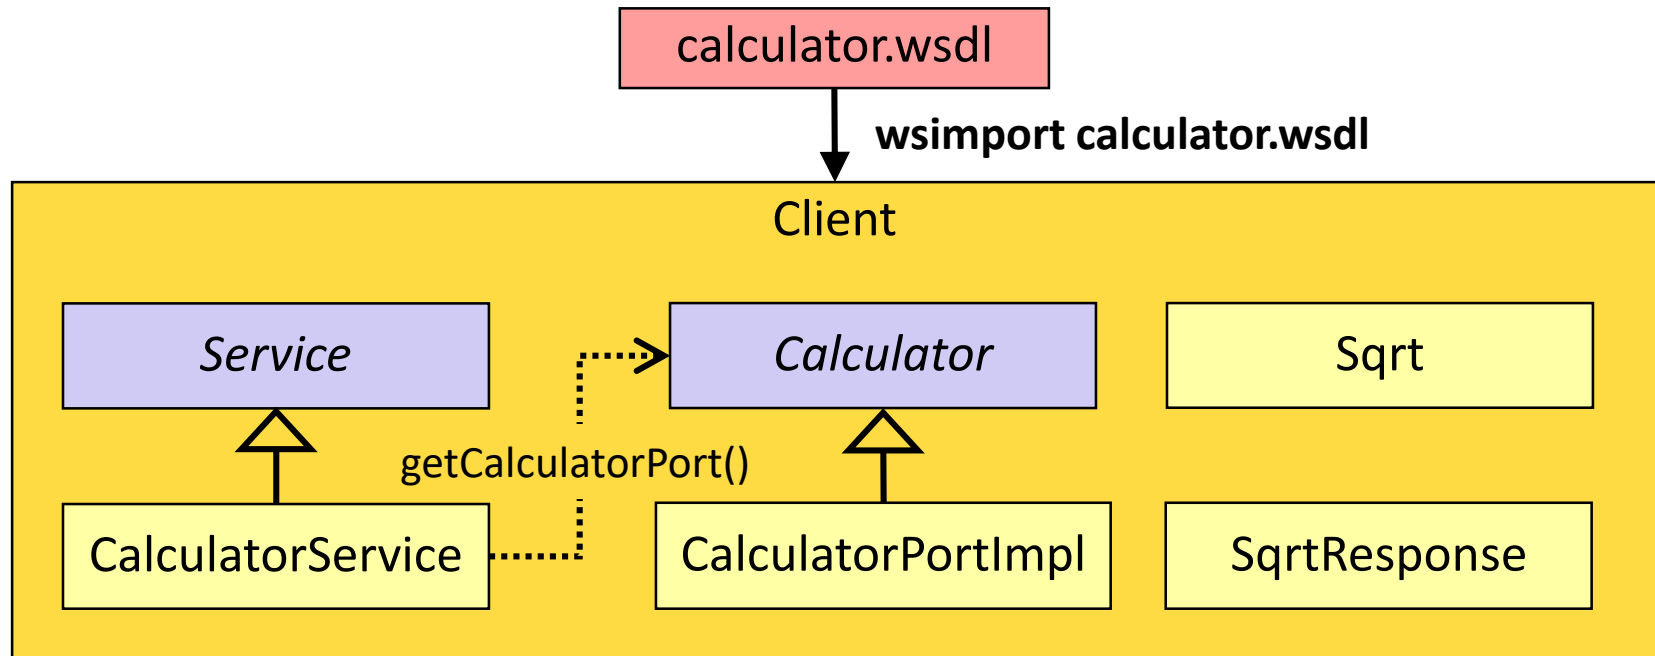 calculator.wsdl
wsimport calculator.wsdl
Client
Service
Calculator
Sqrt
getCalculatorPort()
CalculatorService
CalculatorPortImpl
SqrtResponse